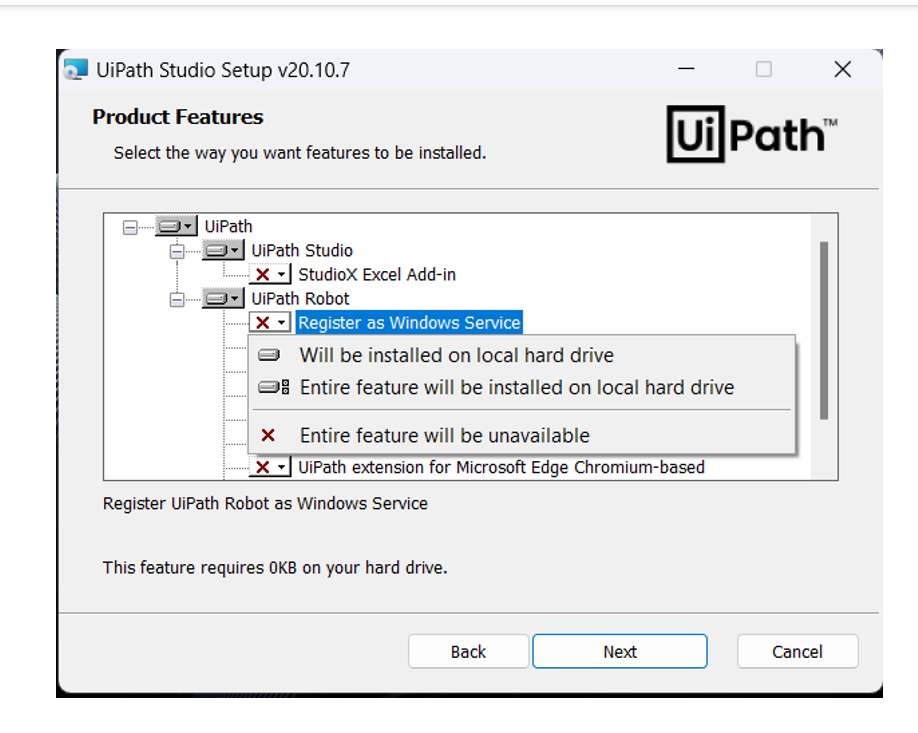 UiPath Studio Setup v20.10.7
Product Features
Select the way you want features to be installed.
Ui Path™
UiPath
UiPath Studio
StudioX Excel Add-in
UiPath Robot
Register as Windows Service
Will be installed on local hard drive
Entire feature will be installed on local hard drive
Entire feature will be unavailable
UiPath extension for Microsoft Edge Chromium-based
Register UiPath Robot as Windows Service
This feature requires 0KB on your hard drive.
Back
Next
Cancel